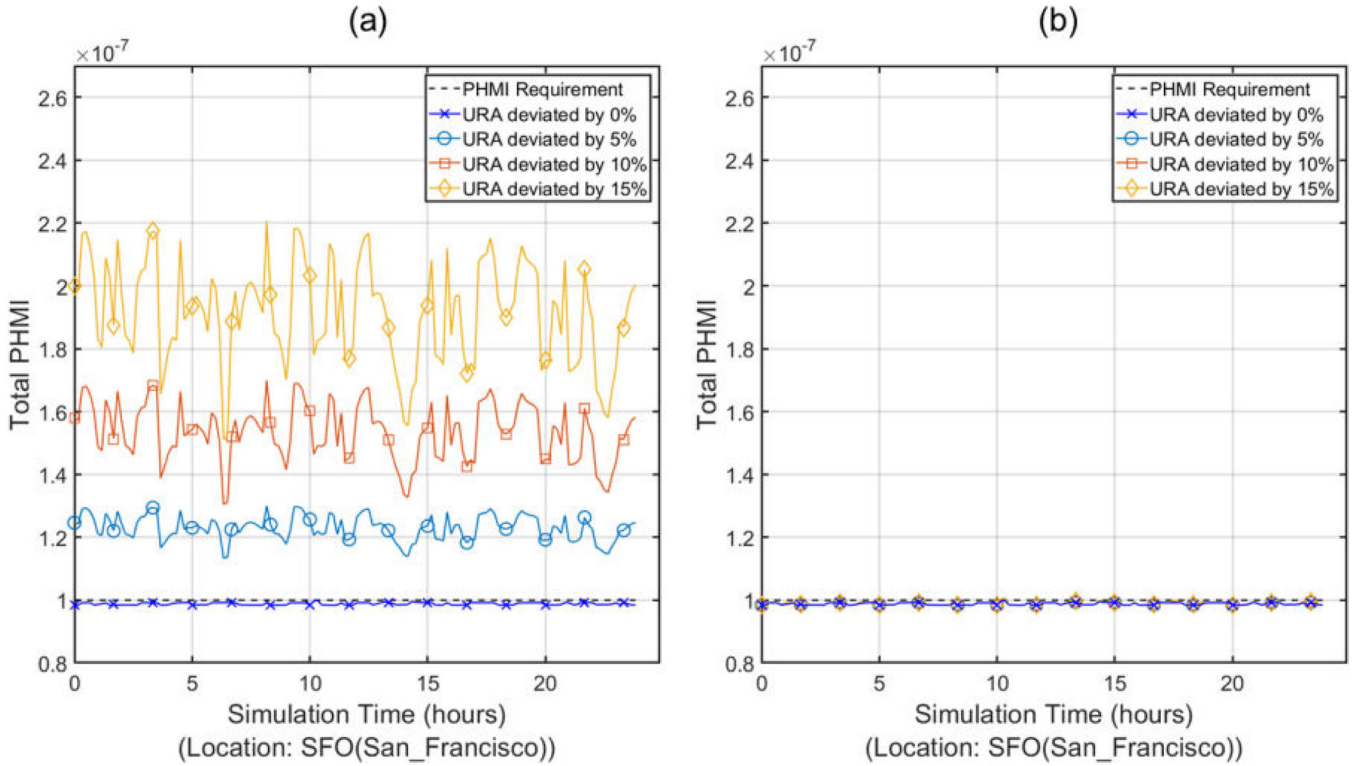 (a)
×10⁻⁷
PHMI Requirement
URA deviated by 0%
URA deviated by 5%
URA deviated by 10%
URA deviated by 15%
2.6
2.4
2.2
2
1.8
1.6
1.4
1.2
1
0.8
Total PHMI
0 5 10 15 20
Simulation Time (hours)
(Location: SFO(San_Francisco))
(b)
×10⁻⁷
PHMI Requirement
URA deviated by 0%
URA deviated by 5%
URA deviated by 10%
URA deviated by 15%
2.6
2.4
2.2
2
1.8
1.6
1.4
1.2
1
0.8
Total PHMI
0 5 10 15 20
Simulation Time (hours)
(Location: SFO(San_Francisco))